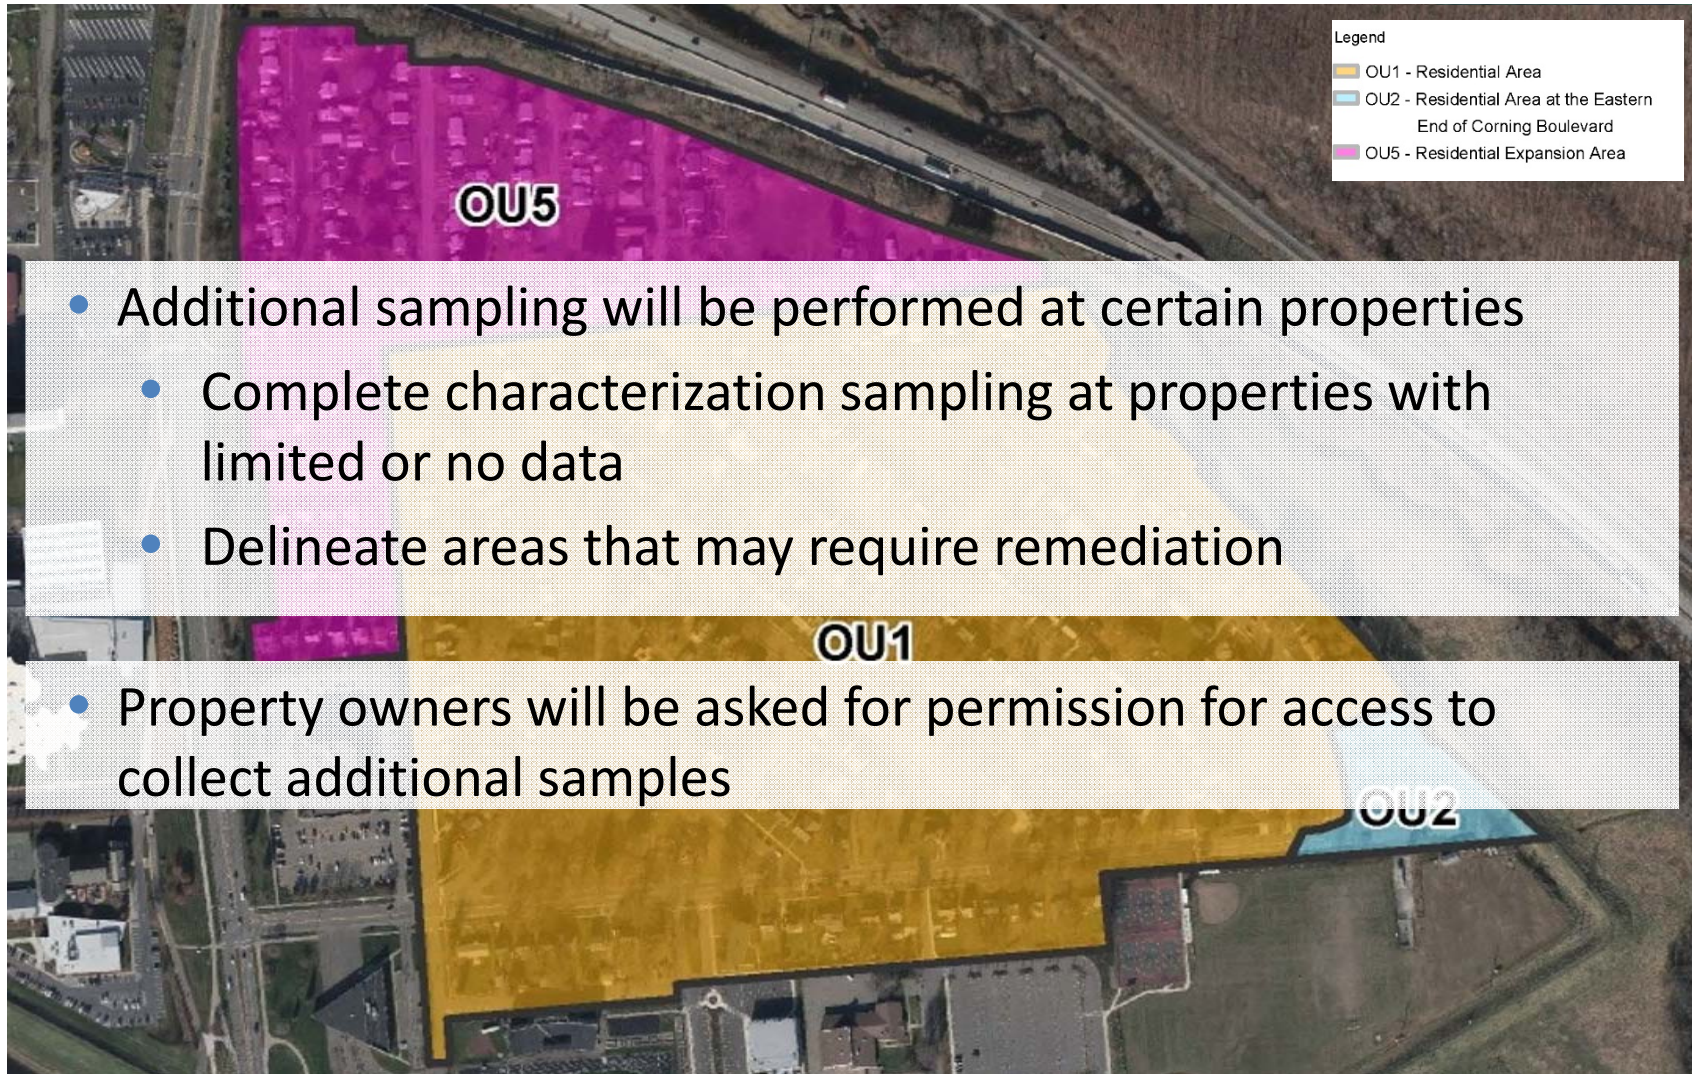 Legend
OU1 - Residential Area
OU2 - Residential Area at the Eastern
End of Corning Boulevard
OU5 - Residential Expansion Area
OU5
• Additional sampling will be performed at certain properties
• Complete characterization sampling at properties with
limited or no data
• Delineate areas that may require remediation
OU1
• Property owners will be asked for permission for access to
collect additional samples
OU2